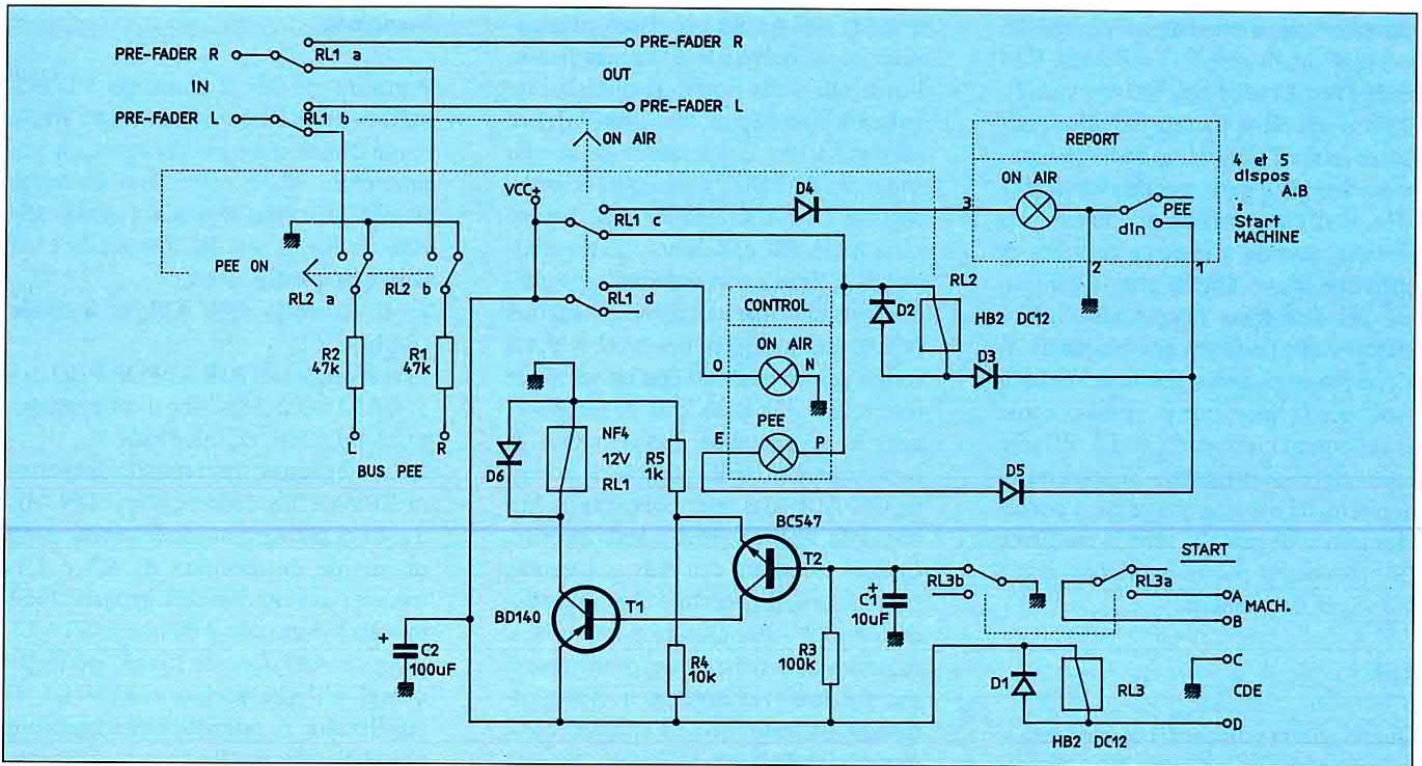 PRE-FADER R
RL1 a
PRE-FADER R
IN
OUT
PRE-FADER L
RL1 b
PRE-FADER L
ON AIR
REPORT
4 et 5
dispos
A.B
:
Start
MACHINE
ON AIR
VCC+
D4
3
RL1 c
PEE
din
PEE ON
2
1
RL2 a
RL2 b
RL1 d
RL2
CONTROL
D2
HB2 DC12
ON AIR
D3
R2
47k
R1
47k
O
N
PEE
E
P
NF4
12V
RL1
R5
1k
L
R
BUS PEE
D6
D5
BC547
START
T2
RL3b
RL3a
A
MACH.
B
C1
10uF
BD140
T1
+
C2
100uF
R4
10k
R3
100k
+
D1
RL3
C
CDE
D
HB2 DC12